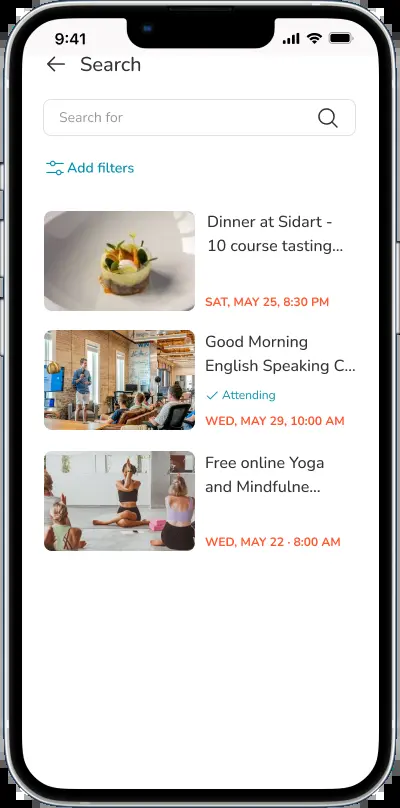 9:41
Search
Search for
Add filters
Dinner at Sidart -
10 course tasting...
SAT, MAY 25, 8:30 PM
Good Morning
English Speaking C...
Attending
WED, MAY 29, 10:00 AM
Free online Yoga
and Mindfulne...
WED, MAY 22 · 8:00 AM